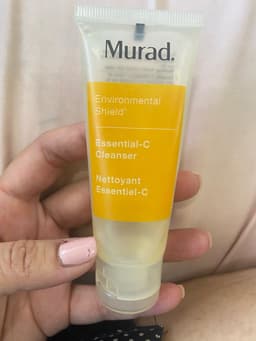 Murad.
Environmental
Shield®
Essential-C
Cleanser
Nettoyant
Essentiel-C